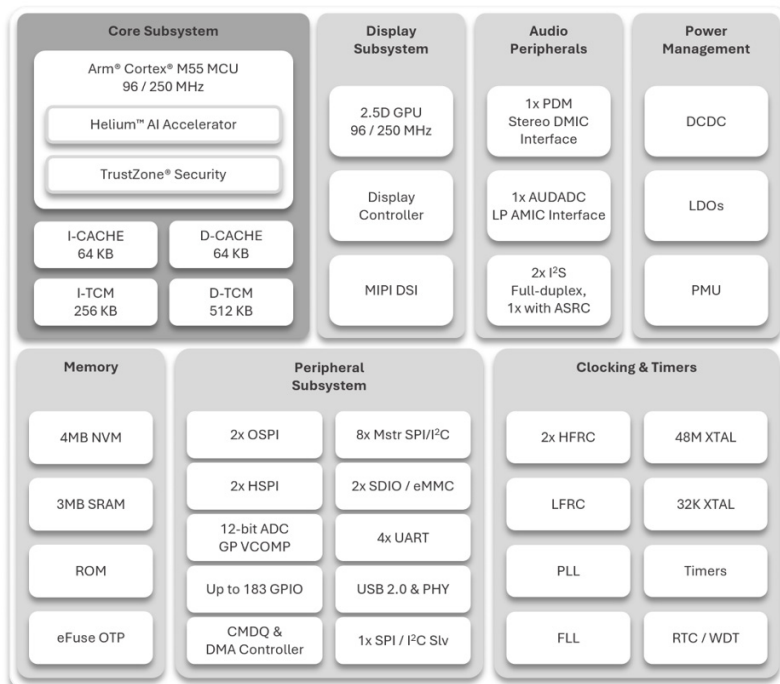 Core Subsystem
Arm® Cortex® M55 MCU
96 / 250 MHz
Helium™ AI Accelerator
TrustZone® Security
I-CACHE
64 KB
D-CACHE
64 KB
I-TCM
256 KB
D-TCM
512 KB
Display
Subsystem
2.5D GPU
96 / 250 MHz
Display
Controller
MIPI DSI
Audio
Peripherals
1x PDM
Stereo DMIC
Interface
1x AUDADC
LP AMIC Interface
2x I²S
Full-duplex,
1x with ASRC
Power
Management
DCDC
LDOs
PMU
Memory
4MB NVM
3MB SRAM
ROM
eFuse OTP
Peripheral
Subsystem
2x OSPI
8x Mstr SPI/I²C
2x HSPI
2x SDIO / eMMC
12-bit ADC
GP VCOMP
4x UART
Up to 183 GPIO
USB 2.0 & PHY
CMDQ &
DMA Controller
1x SPI / I²C Slv
Clocking & Timers
2x HFRC
48M XTAL
LFRC
32K XTAL
PLL
Timers
FLL
RTC / WDT